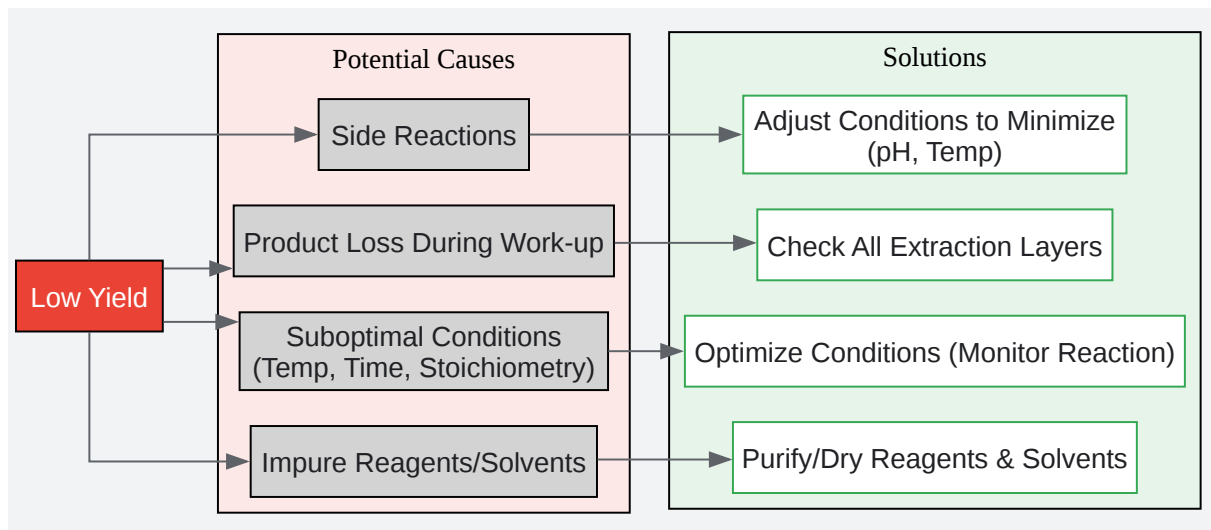 Potential Causes
Solutions
Side Reactions
Adjust Conditions to Minimize
(pH, Temp)
Product Loss During Work-up
Check All Extraction Layers
Low Yield
Suboptimal Conditions
(Temp, Time, Stoichiometry)
Optimize Conditions (Monitor Reaction)
Impure Reagents/Solvents
Purify/Dry Reagents & Solvents